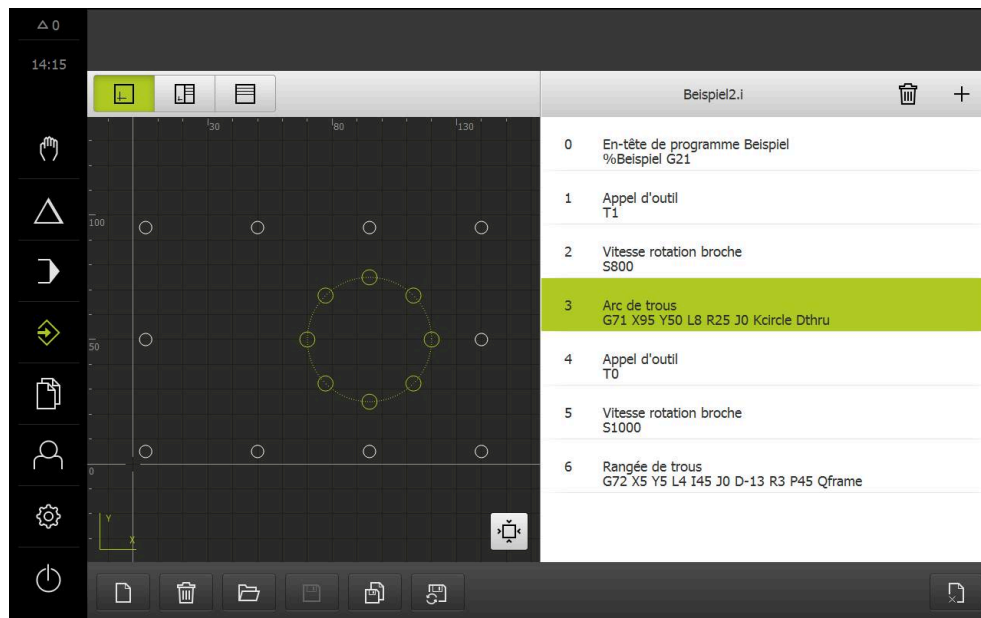 0
14:15
Beispiel2.i
30
80
130
100
50
0
Y
X
0 En-tête de programme Beispiel
%Beispiel G21
1 Appel d'outil
T1
2 Vitesse rotation broche
S800
3 Arc de trous
G71 X95 Y50 L8 R25 J0 Kcircle Dthru
4 Appel d'outil
T0
5 Vitesse rotation broche
S1000
6 Rangée de trous
G72 X5 Y5 L4 I45 J0 D-13 R3 P45 Qframe